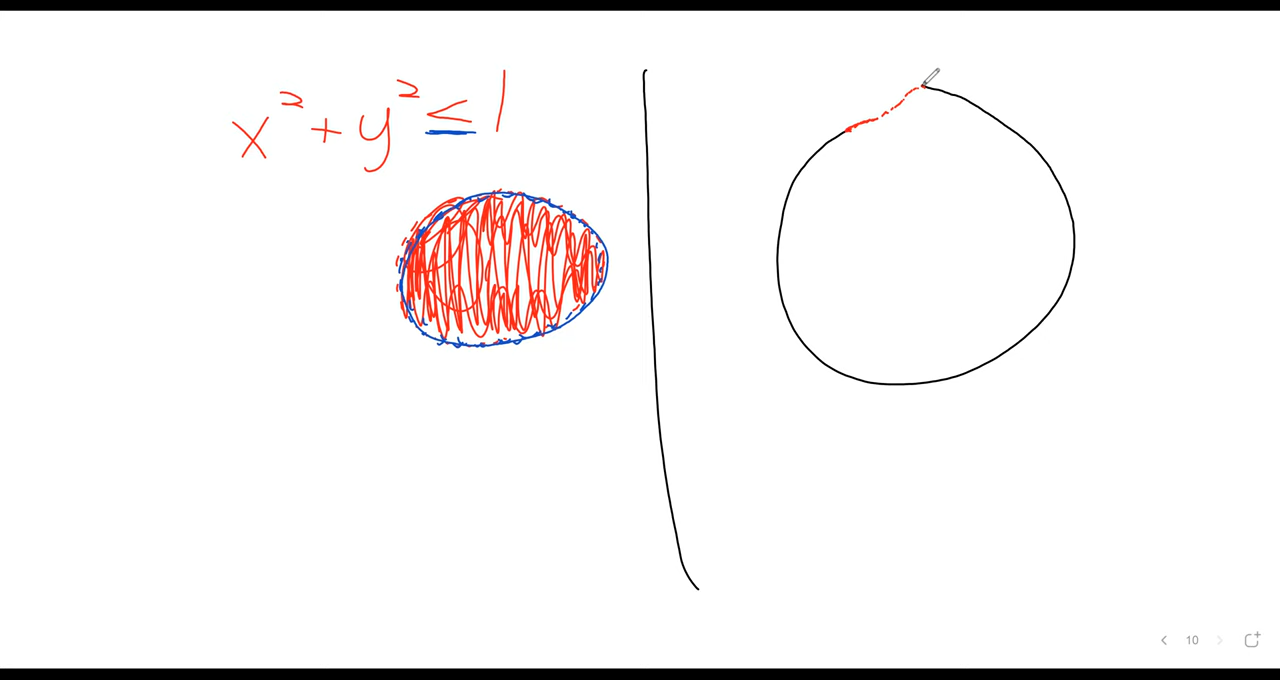 x² + y² ≤ 1
10